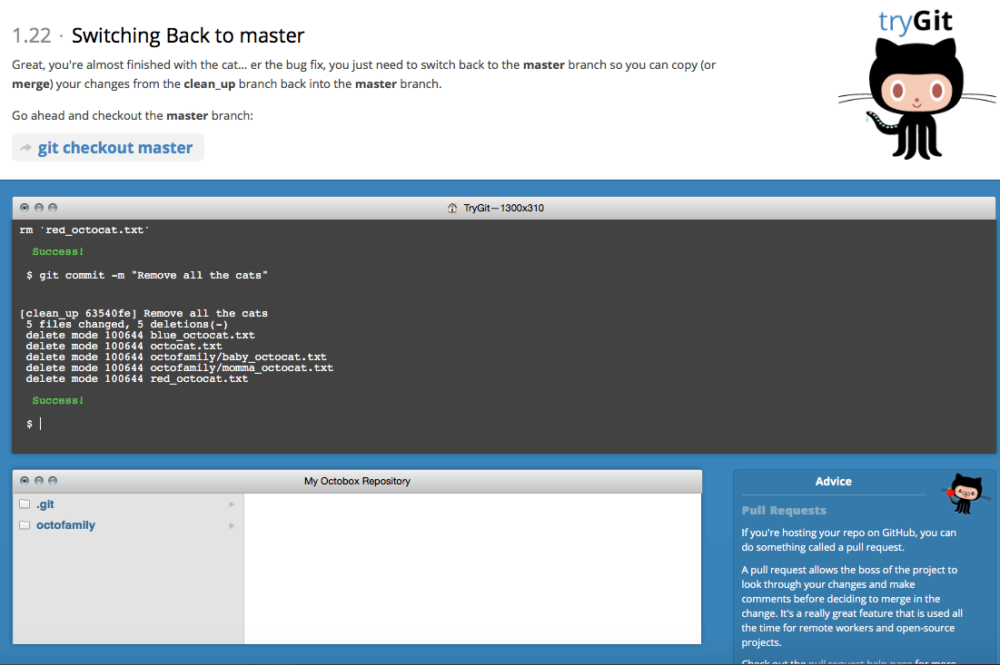 tryGit
1.22 · Switching Back to master
Great, you're almost finished with the cat... er the bug fix, you just need to switch back to the master branch so you can copy (or
merge) your changes from the clean_up branch back into the master branch.
Go ahead and checkout the master branch:
git checkout master
TryGit—1300x310
rm 'red_octocat.txt'
Success!
$ git commit -m "Remove all the cats"
[clean_up 63540fe] Remove all the cats
5 files changed, 5 deletions(-)
delete mode 100644 blue_octocat.txt
delete mode 100644 octocat.txt
delete mode 100644 octofamily/baby_octocat.txt
delete mode 100644 octofamily/momma_octocat.txt
delete mode 100644 red_octocat.txt
Success!
$
My Octobox Repository
.git
octofamily
Advice
Pull Requests
If you're hosting your repo on GitHub, you can
do something called a pull request.
A pull request allows the boss of the project to
look through your changes and make
comments before deciding to merge in the
change. It's a really great feature that is used all
the time for remote workers and open-source
projects.
Check out the pull request help page for more